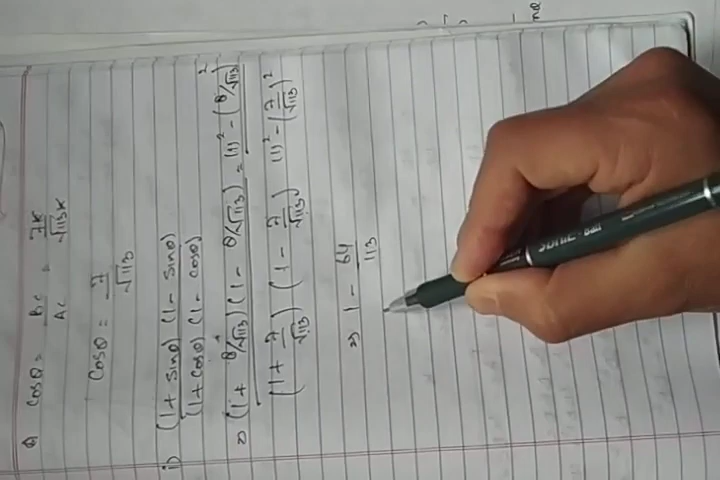 Cosθ = BC/AC = 7K/√113K
Cosθ = 7/√113
i) (1 + sinθ) (1 - sinθ)
(1 + cosθ) (1 - cosθ)
⇒ (1 + 8/√113) (1 - 8/√113) = (1)² - (8/√113)²
(1 + 7/√113) (1 - 7/√113) (1)² - (7/√113)²
⇒ 1 - 64/113